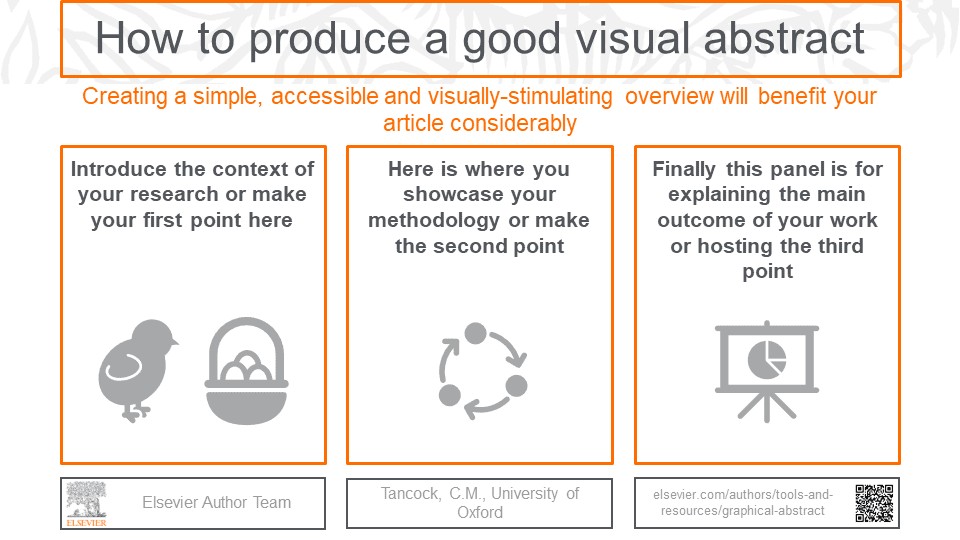 How to produce a good visual abstract
Creating a simple, accessible and visually-stimulating overview will benefit your
article considerably
Introduce the context of
your research or make
your first point here
Here is where you
showcase your
methodology or make
the second point
Finally this panel is for
explaining the main
outcome of your work
or hosting the third
point
ELSEVIER
Elsevier Author Team
Tancock, C.M., University of
Oxford
elsevier.com/authors/tools-and-
resources/graphical-abstract